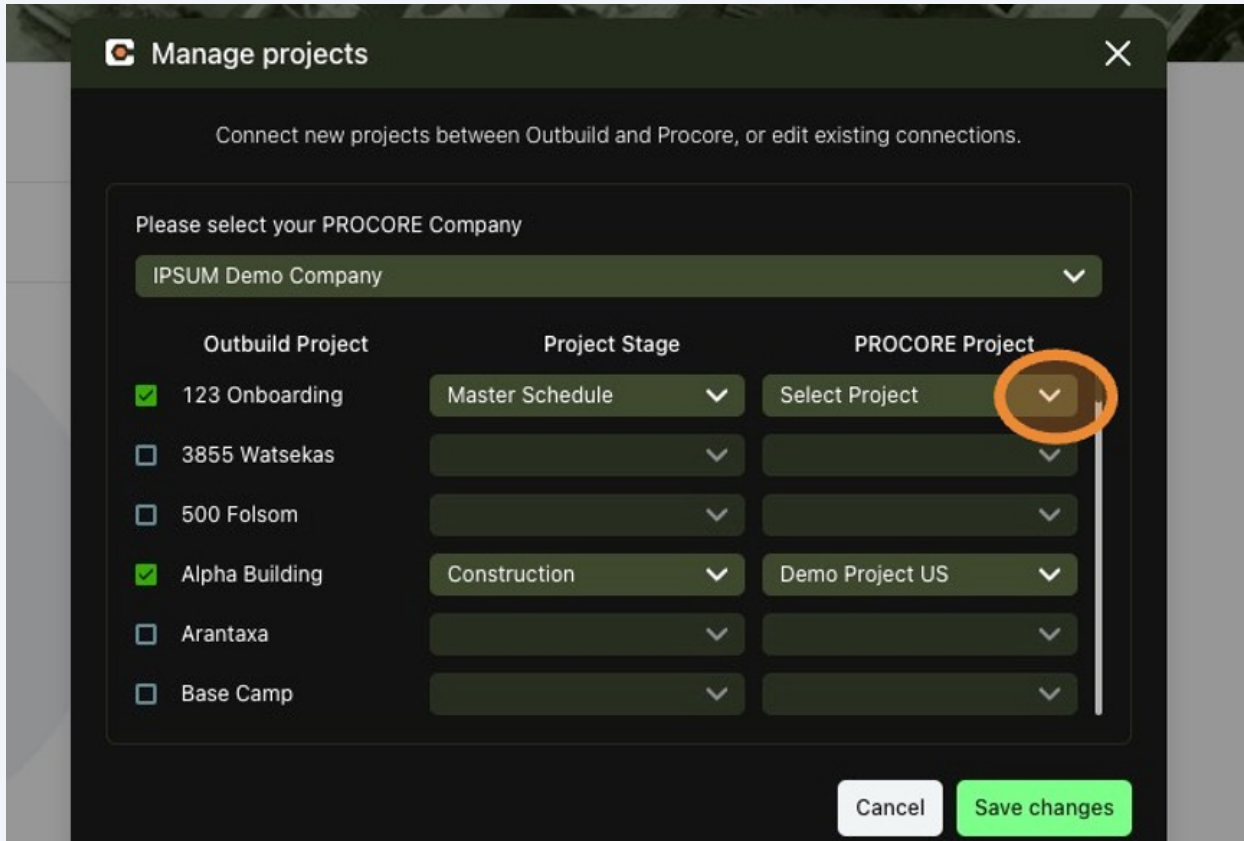 Manage projects
Connect new projects between Outbuild and Procore, or edit existing connections.
Please select your PROCORE Company
IPSUM Demo Company
Outbuild Project Project Stage PROCORE Project
123 Onboarding Master Schedule Select Project
3855 Watsekas
500 Folsom
Alpha Building Construction Demo Project US
Arantaxa
Base Camp
Cancel Save changes